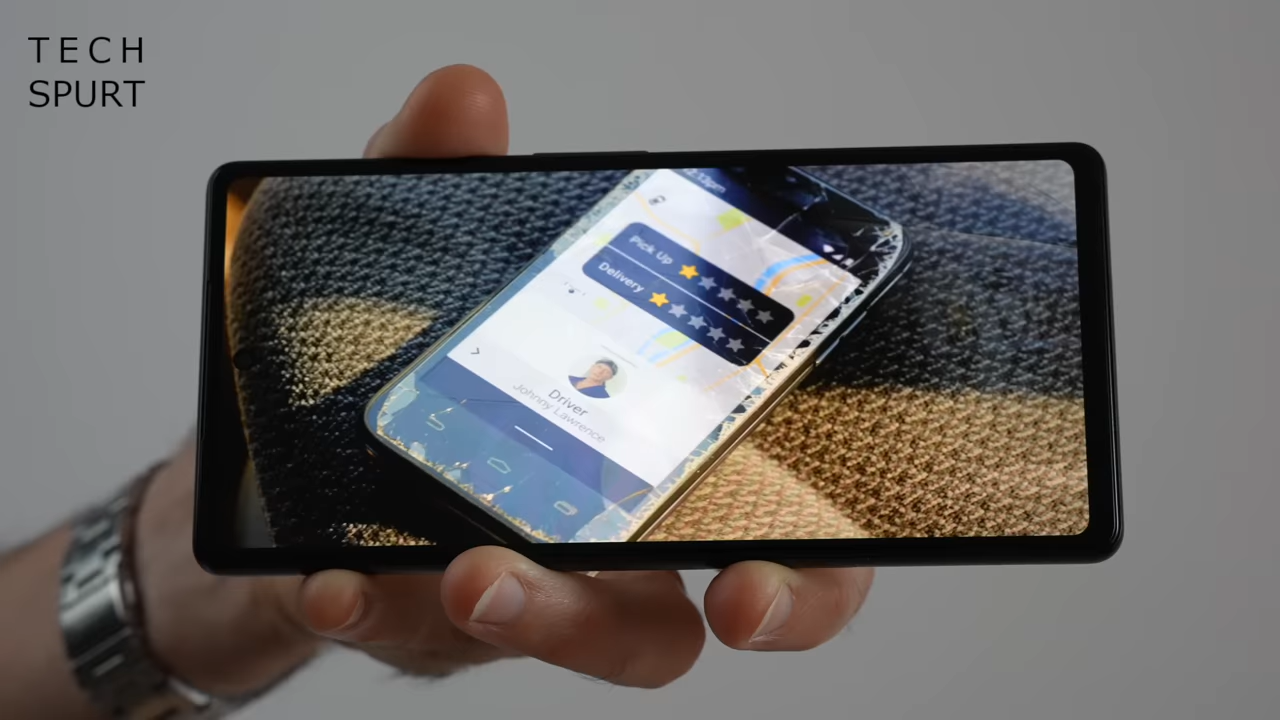 TECH
SPURT
Pick Up
Delivery
Driver
Johnny Lawrence